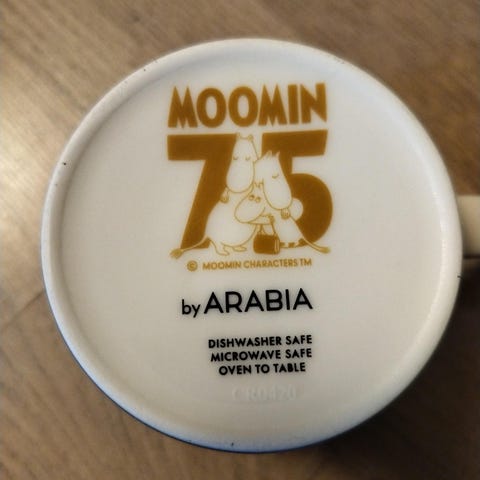 MOOMIN
75
© MOOMIN CHARACTERS TM
by ARABIA
DISHWASHER SAFE
MICROWAVE SAFE
OVEN TO TABLE